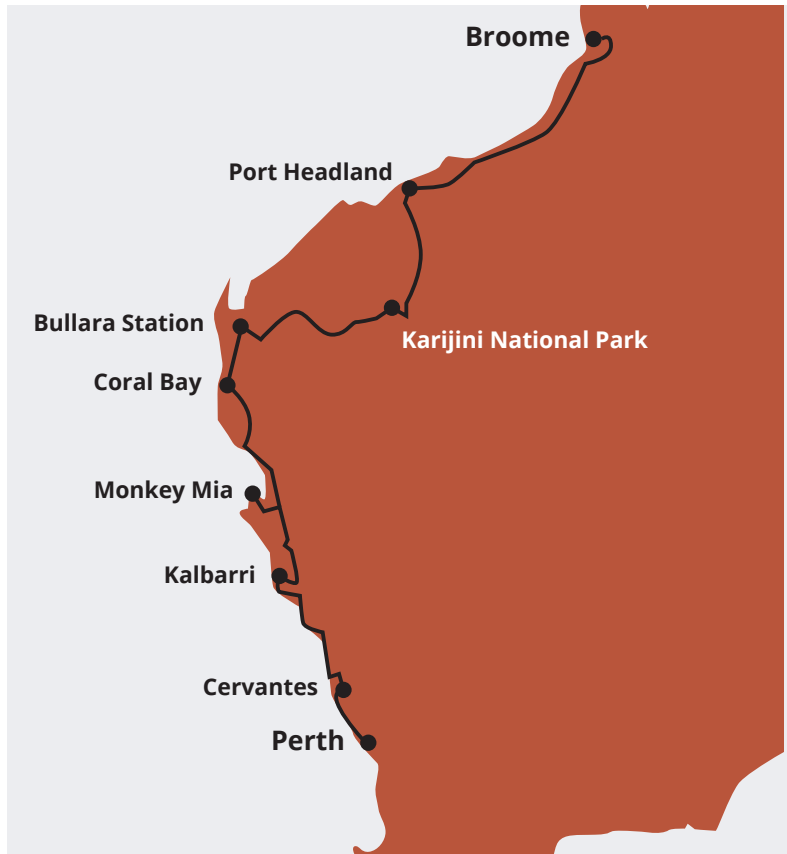 Broome
Port Headland
Bullara Station
Karijini National Park
Coral Bay
Monkey Mia
Kalbarri
Cervantes
Perth